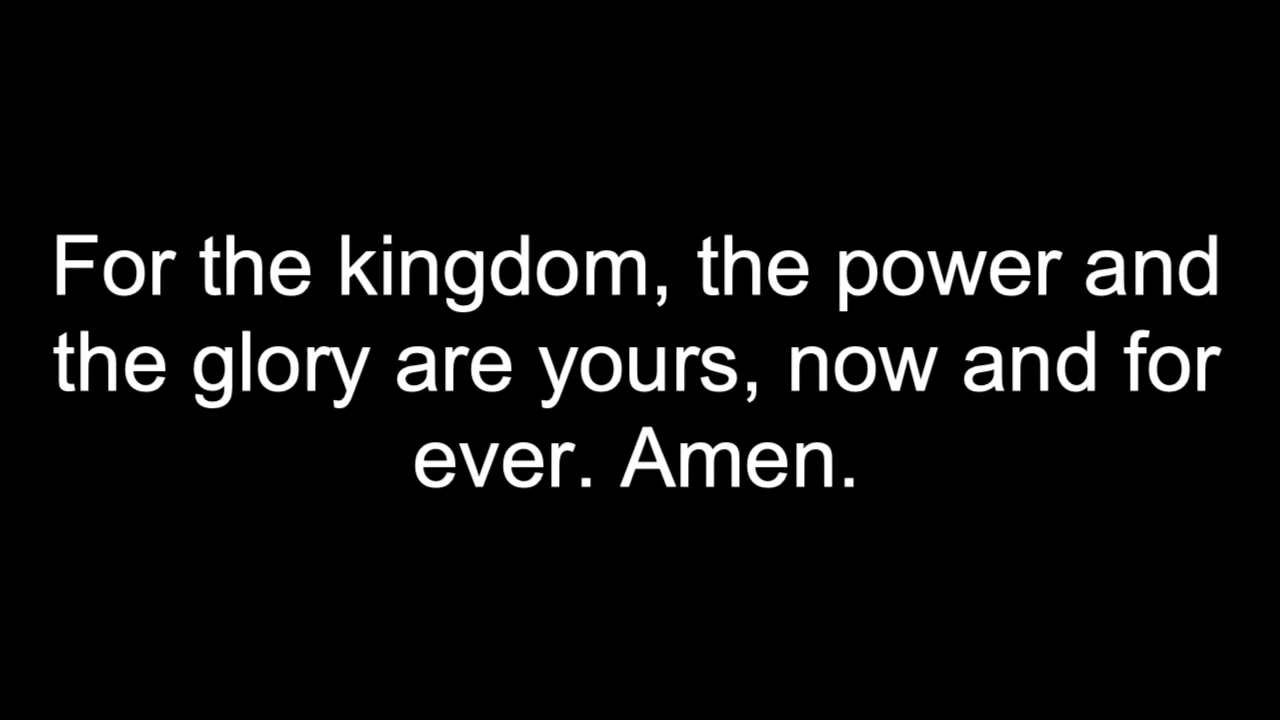 For the kingdom, the power and
the glory are yours, now and for
ever. Amen.